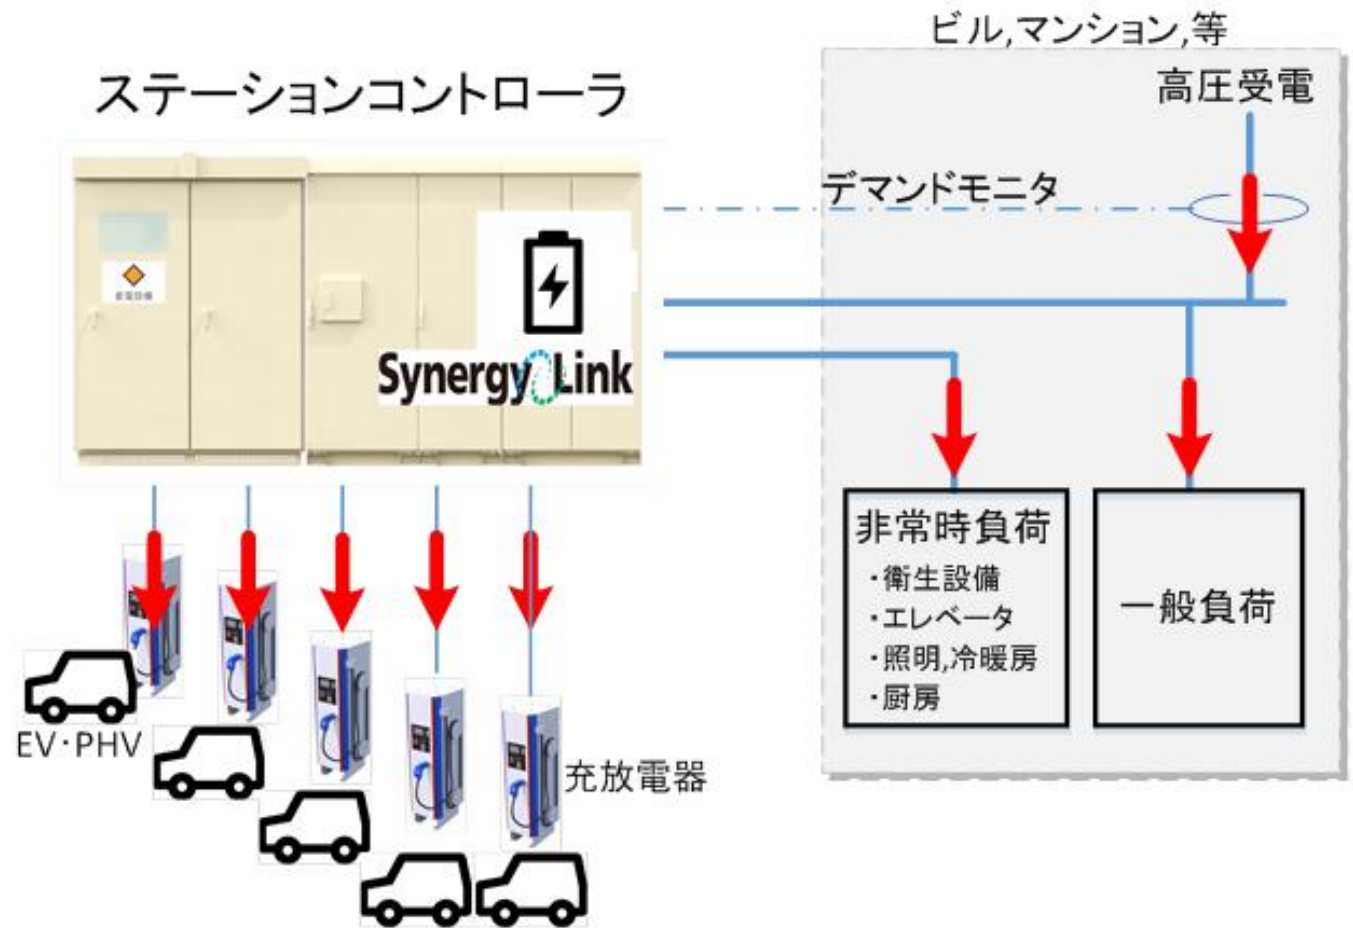 ビル,マンション,等
ステーションコントローラ
高圧受電
デマンドモニタ
Synergy Link
非常時負荷
・衛生設備
・エレベータ
・照明,冷暖房
・厨房
一般負荷
EV・PHV
充放電器